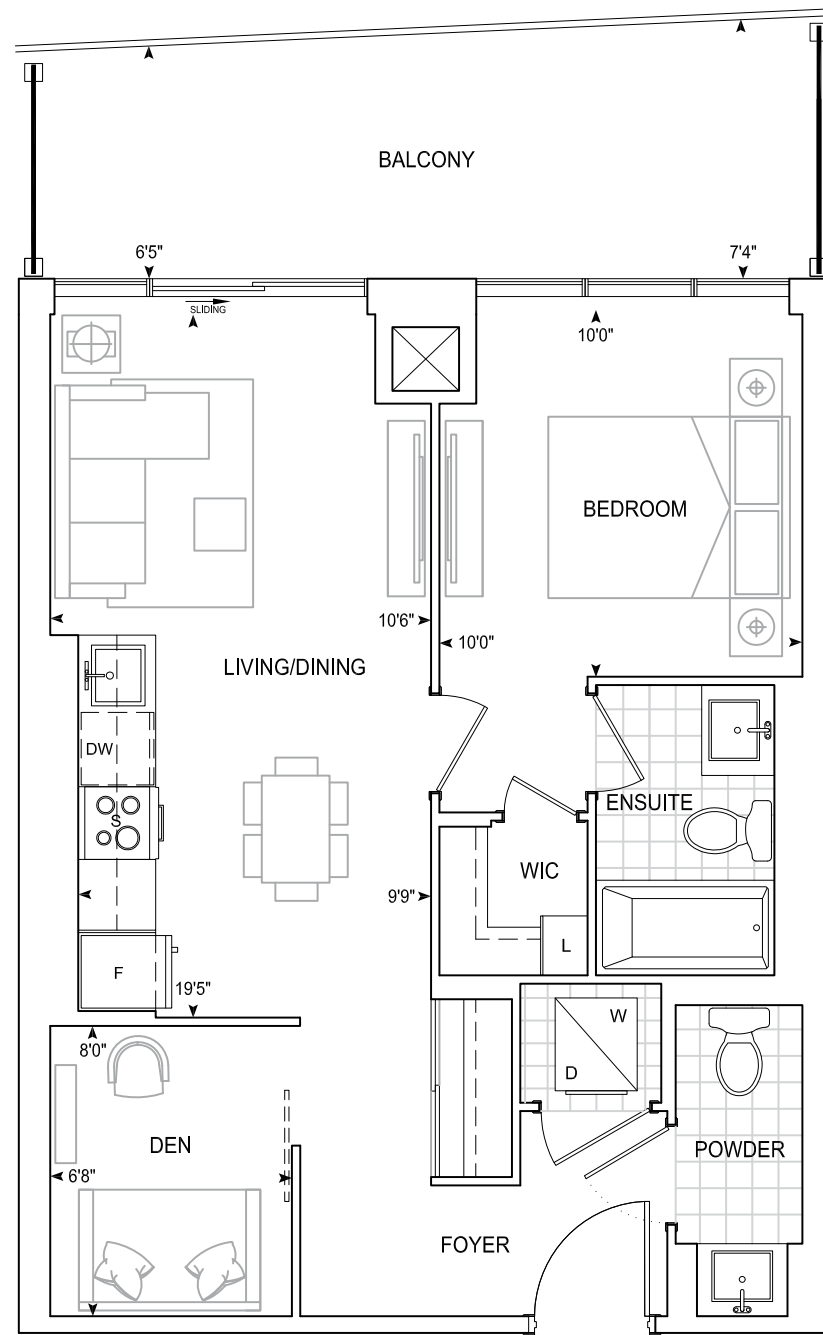 BALCONY
6'5"
7'4"
SLIDING
10'0"
BEDROOM
10'6"
10'0"
LIVING/DINING
DW
S
ENSUITE
WIC
9'9"
L
F
19'5"
W
D
8'0"
DEN
POWDER
6'8"
FOYER